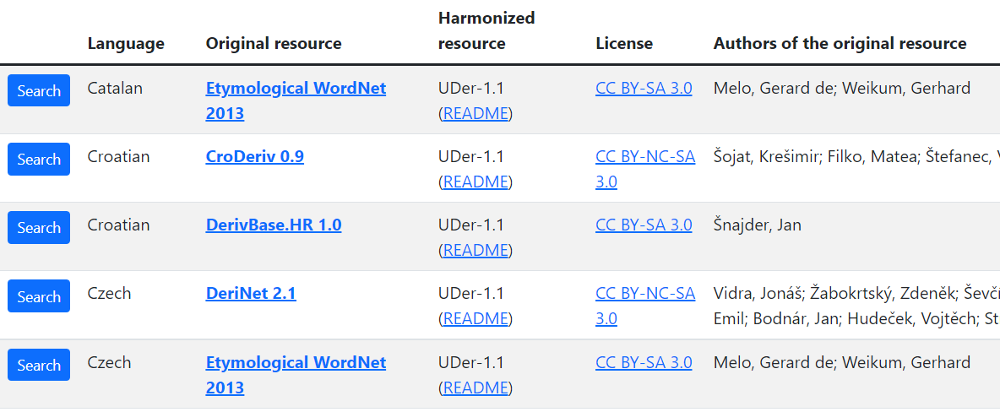 Language Original resource Harmonized resource License Authors of the original resource
Search Catalan Etymological WordNet 2013 UDer-1.1 (README) CC BY-SA 3.0 Melo, Gerard de; Weikum, Gerhard
Search Croatian CroDeriv 0.9 UDer-1.1 (README) CC BY-NC-SA 3.0 Šojat, Krešimir; Filko, Matea; Štefanec,
Search Croatian DerivBase.HR 1.0 UDer-1.1 (README) CC BY-SA 3.0 Šnajder, Jan
Search Czech DeriNet 2.1 UDer-1.1 (README) CC BY-NC-SA 3.0 Vidra, Jonáš; Žabokrtský, Zdeněk; Emil; Bodnár, Jan; Hudeček, Vojtěch;
Search Czech Etymological WordNet 2013 UDer-1.1 (README) CC BY-SA 3.0 Melo, Gerard de; Weikum, Gerhard